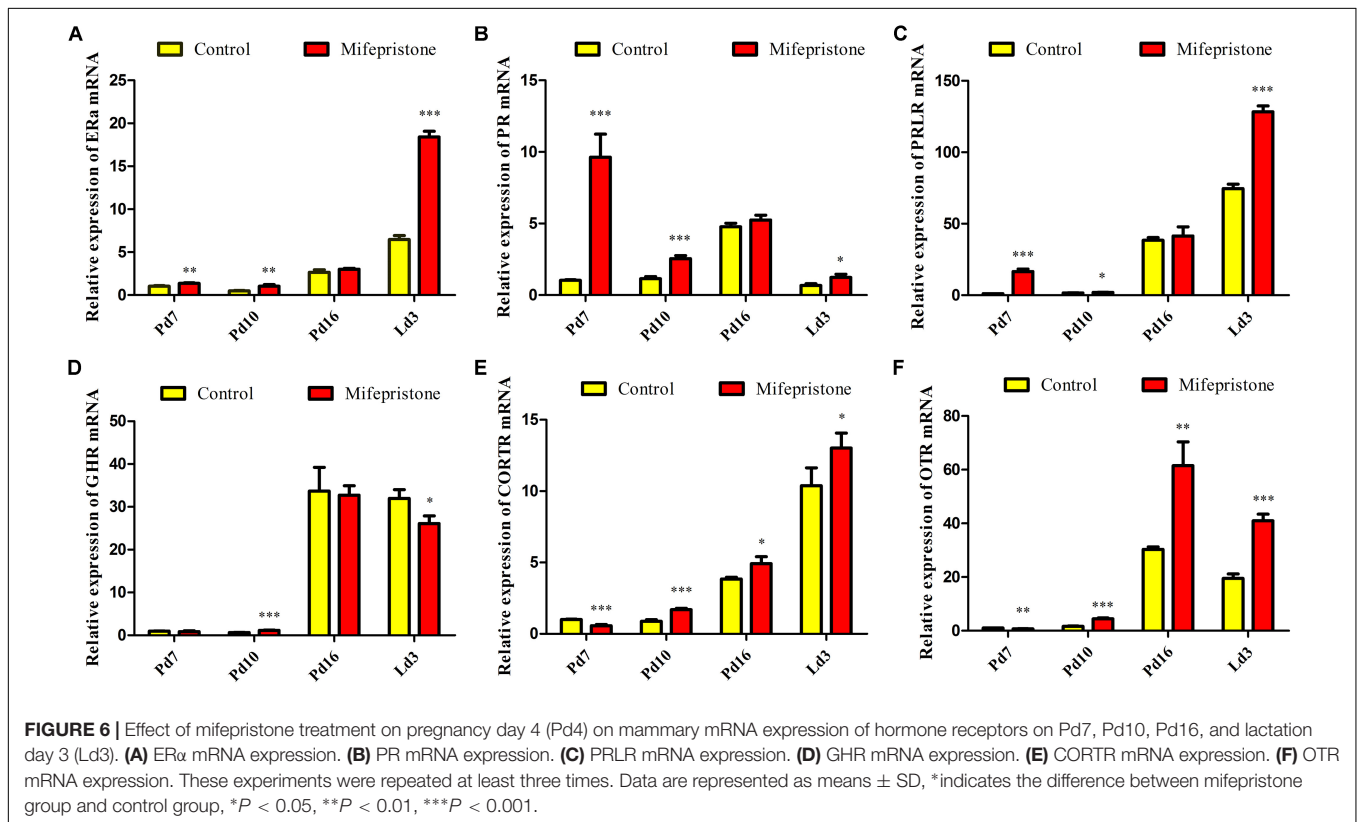 A
Control Mifepristone
Relative expression of ERa mRNA
25
20
15
10
5
0
** ** ***
Pd7 Pd10 Pd16 Ld3
B
Control Mifepristone
Relative expression of PR mRNA
15
10
5
0
*** *** *
Pd7 Pd10 Pd16 Ld3
C
Control Mifepristone
Relative expression of PRLR mRNA
150
100
50
0
*** * ***
Pd7 Pd10 Pd16 Ld3
D
Control Mifepristone
Relative expression of GHR mRNA
50
40
30
20
10
0
*** *
Pd7 Pd10 Pd16 Ld3
E
Control Mifepristone
Relative expression of CORTR mRNA
15
10
5
0
*** *** * *
Pd7 Pd10 Pd16 Ld3
F
Control Mifepristone
Relative expression of OTR mRNA
80
60
40
20
0
** *** ** ***
Pd7 Pd10 Pd16 Ld3
FIGURE 6 | Effect of mifepristone treatment on pregnancy day 4 (Pd4) on mammary mRNA expression of hormone receptors on Pd7, Pd10, Pd16, and lactation
day 3 (Ld3). (A) ERα mRNA expression. (B) PR mRNA expression. (C) PRLR mRNA expression. (D) GHR mRNA expression. (E) CORTR mRNA expression. (F) OTR
mRNA expression. These experiments were repeated at least three times. Data are represented as means ± SD, *indicates the difference between mifepristone
group and control group, *P < 0.05, **P < 0.01, ***P < 0.001.